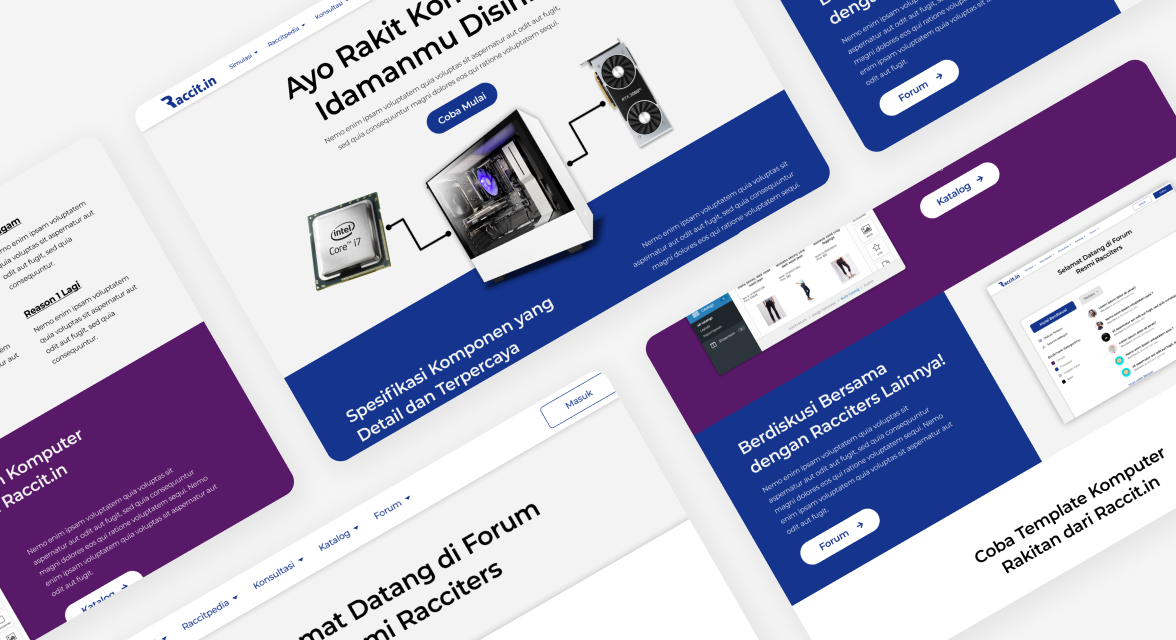 Raccit.in
Simulasi
Raccitpedia
Konsultasi
Ayo Rakit Kom
Idamanmu Disini
Nemo enim ipsam voluptatem quia voluptas sit aspernatur aut odit aut fugit,
sed quia consequuntur magni dolores eos qui ratione voluptatem sequi.
Coba Mulai
intel
Core™ i7
RTX 2080
Nemo enim ipsam voluptatem quia voluptas sit
aspernatur aut odit aut fugit, sed quia consequuntur
magni dolores eos qui ratione voluptatem sequi.
Spesifikasi Komponen yang
Detail dan Terpercaya
dengan Ra
Nemo enim ipsam voluptatem quia voluptas sit
aspernatur aut odit aut fugit, sed quia consequuntur
magni dolores eos qui ratione voluptatem sequi. Nemo
enim ipsam voluptatem quia voluptas sit aspernatur aut
odit aut fugit.
Forum
gam
emo enim ipsam voluptatem
quia voluptas sit aspernatur aut
odit aut fugit, sed quia
consequuntur.
Reason 1 Lagi
Nemo enim ipsam voluptatem
quia voluptas sit aspernatur aut
odit aut fugit, sed quia
consequuntur.
Komputer
Raccit.in
Nemo enim ipsam voluptatem quia voluptas sit
aspernatur aut odit aut fugit, sed quia consequuntur
magni dolores eos qui ratione voluptatem sequi. Nemo
enim ipsam voluptatem quia voluptas sit aspernatur aut
odit aut fugit.
Katalog
Masuk
Raccitpedia
Konsultasi
Katalog
Forum
mat Datang di Forum
mi Racciters
Katalog
Berdiskusi Bersama
dengan Racciters Lainnya!
Nemo enim ipsam voluptatem quia voluptas sit
aspernatur aut odit aut fugit, sed quia consequuntur
magni dolores eos qui ratione voluptatem sequi. Nemo
enim ipsam voluptatem quia voluptas sit aspernatur aut
odit aut fugit.
Forum
Raccit.in
Selamat Datang di Forum
Resmi Racciters
Coba Template Komputer
Rakitan dari Raccit.in